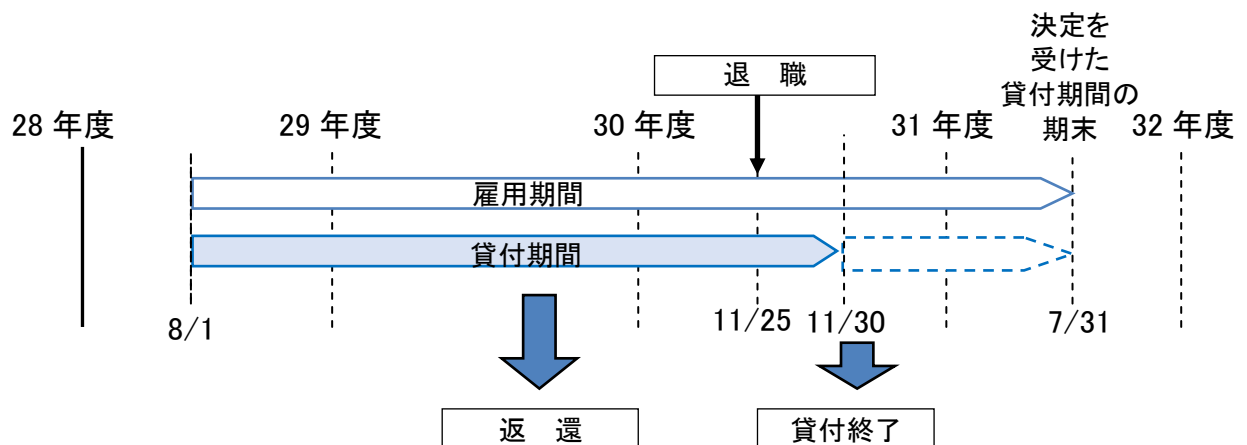 決定を
受けた
貸付期間の
期末
退 職
28 年度
29 年度
30 年度
31 年度
32 年度
雇用期間
貸付期間
8/1
11/25
11/30
7/31
返 還
貸付終了